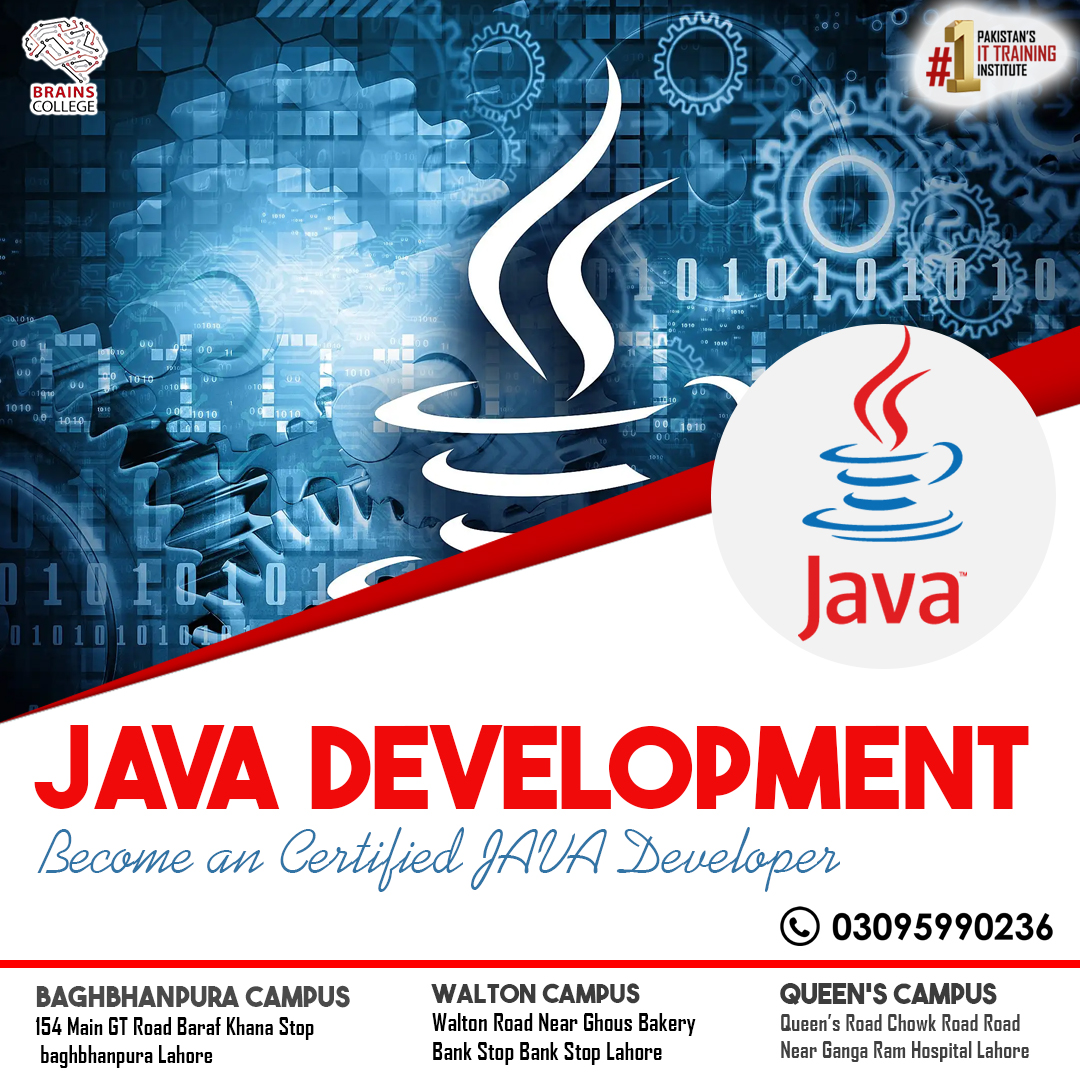 BRAINS
COLLEGE
#1
PAKISTAN'S
IT TRAINING
INSTITUTE
101010101010
Java™
JAVA DEVELOPMENT
Become an Certified JAVA Developer
03095990236
BAGHBHANPURA CAMPUS
154 Main GT Road Baraf Khana Stop
baghbhanpura Lahore
WALTON CAMPUS
Walton Road Near Ghous Bakery
Bank Stop Bank Stop Lahore
QUEEN'S CAMPUS
Queen's Road Chowk Road Road
Near Ganga Ram Hospital Lahore